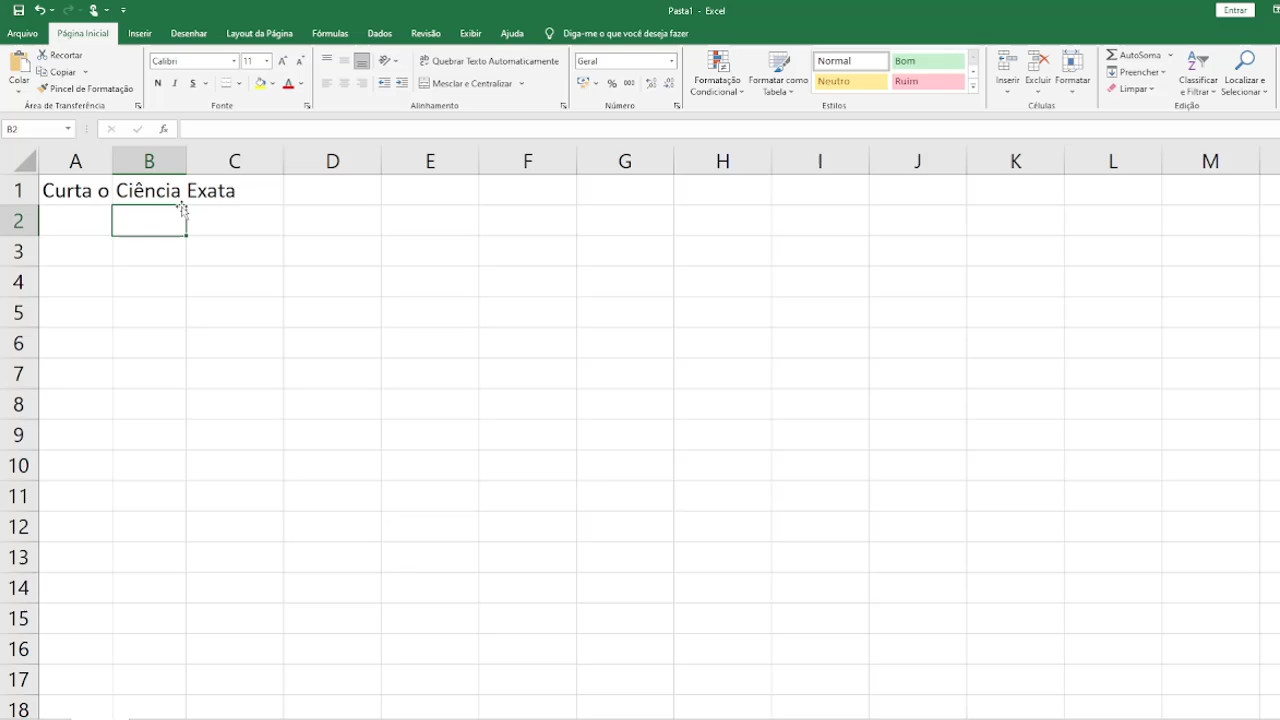 Pasta1 - Excel
Entrar
Arquivo Página Inicial Inserir Desenhar Layout da Página Fórmulas Dados Revisão Exibir Ajuda Diga-me o que você deseja fazer
Colar
Recortar
Copiar
Pincel de Formatação
Área de Transferência
Calibri 11
N I S
Fonte
Quebrar Texto Automaticamente
Mesclar e Centralizar
Alinhamento
Geral
% 000
Número
Formatação Condicional
Formatar como Tabela
Normal Bom
Neutro Ruim
Estilos
Inserir Excluir Formatar
Células
AutoSoma
Preencher
Limpar
Classificar e Filtrar
Localizar e Selecionar
Edição
B2 fx
A B C D E F G H I J K L M
1 Curta o Ciência Exata
2
3
4
5
6
7
8
9
10
11
12
13
14
15
16
17
18